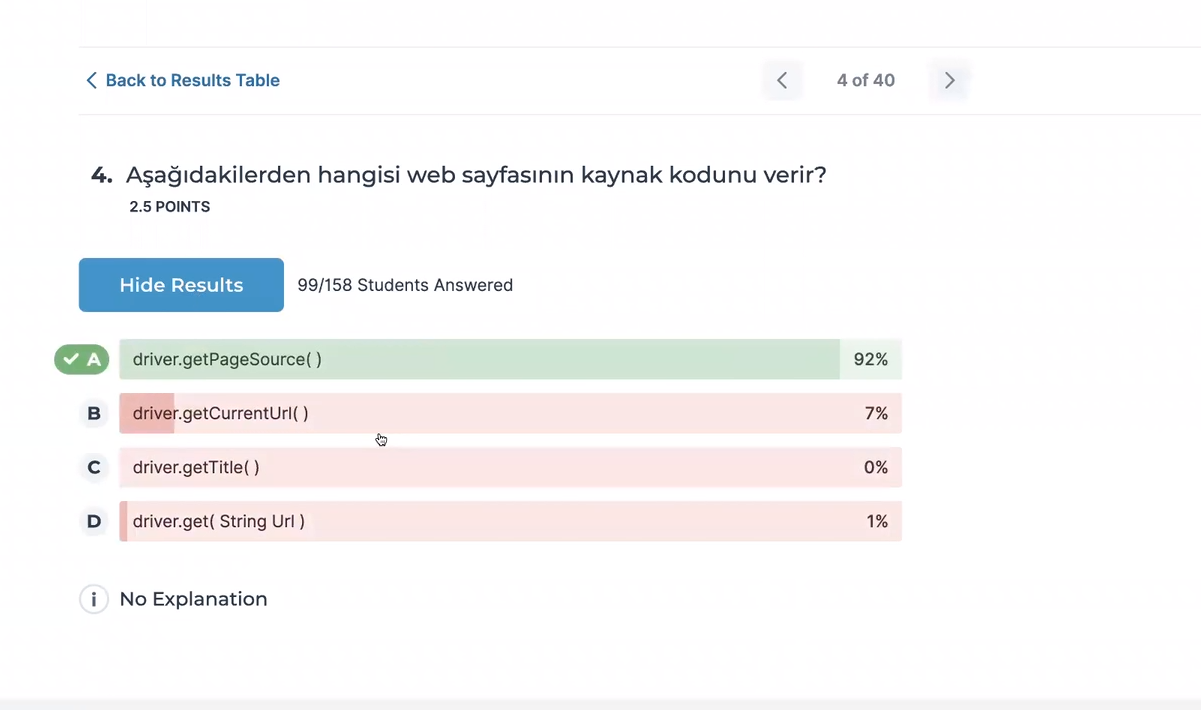 Back to Results Table
4 of 40
4. Aşağıdakilerden hangisi web sayfasının kaynak kodunu verir?
2.5 POINTS
Hide Results 99/158 Students Answered
A driver.getPageSource( ) 92%
B driver.getCurrentUrl( ) 7%
C driver.getTitle( ) 0%
D driver.get( String Url ) 1%
i No Explanation